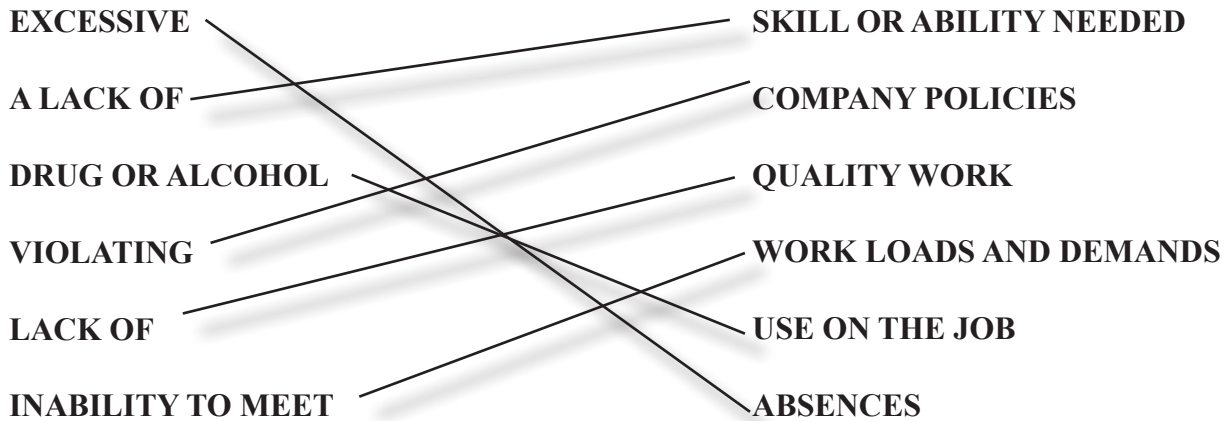 EXCESSIVE SKILL OR ABILITY NEEDED
A LACK OF COMPANY POLICIES
DRUG OR ALCOHOL QUALITY WORK
VIOLATING WORK LOADS AND DEMANDS
LACK OF USE ON THE JOB
INABILITY TO MEET ABSENCES